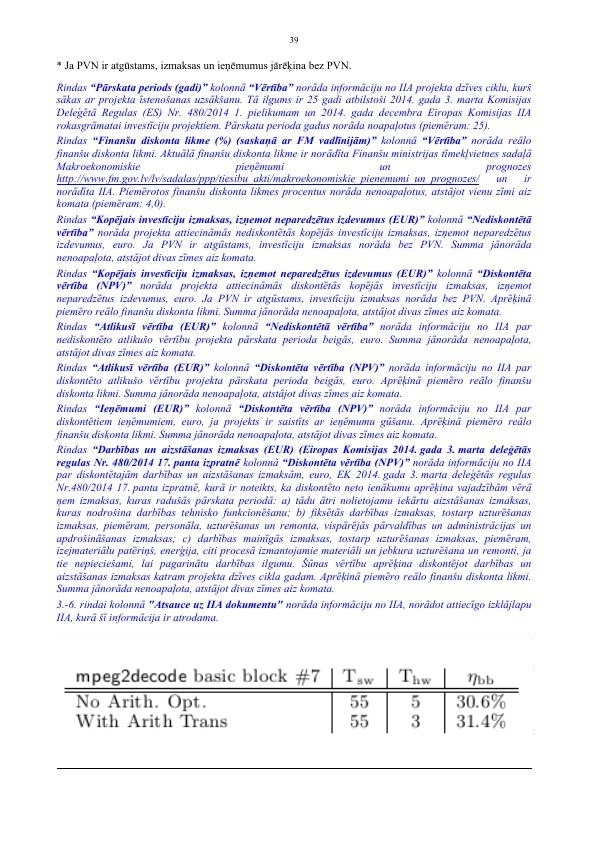 39
* Ja PVN ir atgūstams, izmaksas un ieņēmumus jārēķina bez PVN.
Rindas “Pārskata periods (gadi)” kolonnā “Vērtība” norāda informāciju no IIA projekta dzīves ciklu, kurš
sākas ar projekta īstenošanas uzsākšanu. Tā ilgums ir 25 gadi atbilstoši 2014. gada 3. marta Komisijas
Deleģētā Regulas (ES) Nr. 480/2014 1. pielikumam un 2014. gada decembra Eiropas Komisijas IIA
rokasgrāmatai investīciju projektiem. Pārskata perioda gadus norāda noapaļotus (piemēram: 25).
Rindas “Finanšu diskonta likme (%) (saskaņā ar FM vadlīnijām)” kolonnā “Vērtība” norāda reālo
finanšu diskonta likmi. Aktuālā finanšu diskonta likme ir norādīta Finanšu ministrijas tīmekļvietnes sadaļā
Makroekonomiskie pieņēmumi un prognozes
http://www.fm.gov.lv/lv/sadalas/ppp/tiesibu_akti/makroekonomiskie_pienemumi_un_prognozes/ un ir
norādīta IIA. Piemērotos finanšu diskonta likmes procentus norāda nenoapaļotus, atstājot vienu zīmi aiz
komata (piemēram: 4,0).
Rindas “Kopējais investīciju izmaksas, izņemot neparedzētus izdevumus (EUR)” kolonnā “Nediskontētā
vērtība” norāda projekta attiecināmās nediskontētās kopējās investīciju izmaksas, izņemot neparedzētus
izdevumus, euro. Ja PVN ir atgūstams, investīciju izmaksas norāda bez PVN. Summa jānorāda
nenoapaļota, atstājot divas zīmes aiz komata.
Rindas “Kopējais investīciju izmaksas, izņemot neparedzētus izdevumus (EUR)” kolonnā “Diskontēta
vērtība (NPV)” norāda projekta attiecināmās diskontētās kopējās investīciju izmaksas, izņemot
neparedzētus izdevumus, euro. Ja PVN ir atgūstams, investīciju izmaksas norāda bez PVN. Aprēķinā
piemēro reālo finanšu diskonta likmi. Summa jānorāda nenoapaļota, atstājot divas zīmes aiz komata.
Rindas “Atlikusī vērtība (EUR)” kolonnā “Nediskontētā vērtība” norāda informāciju no IIA par
nediskontēto atlikušo vērtību projekta pārskata perioda beigās, euro. Summa jānorāda nenoapaļota,
atstājot divas zīmes aiz komata.
Rindas “Atlikusī vērtība (EUR)” kolonnā “Diskontēta vērtība (NPV)” norāda informāciju no IIA par
diskontēto atlikušo vērtību projekta pārskata perioda beigās, euro. Aprēķinā piemēro reālo finanšu
diskonta likmi. Summa jānorāda nenoapaļota, atstājot divas zīmes aiz komata.
Rindas “Ieņēmumi (EUR)” kolonnā “Diskontēta vērtība (NPV)” norāda informāciju no IIA par
diskontētiem ieņēmumiem, euro, ja projekts ir saistīts ar ieņēmumu gūšanu. Aprēķinā piemēro reālo
finanšu diskonta likmi. Summa jānorāda nenoapaļota, atstājot divas zīmes aiz komata.
Rindas “Darbības un aizstāšanas izmaksas (EUR) (Eiropas Komisijas 2014. gada 3. marta deleģētās
regulas Nr. 480/2014 17. panta izpratnē kolonnā “Diskontēta vērtība (NPV)” norāda informāciju no IIA
par diskontētajām darbības un aizstāšanas izmaksām, euro, EK 2014. gada 3. marta deleģētās regulas
Nr.480/2014 17. panta izpratnē, kurā ir noteikts, ka diskontēto neto ienākumu aprēķina vajadzībām vērā
ņem izmaksas, kuras radušās pārskata periodā: a) tādu ātri nolietojamu iekārtu aizstāšanas izmaksas,
kuras nodrošina darbības tehnisko funkcionēšanu; b) fiksētās darbības izmaksas, tostarp uzturēšanas
izmaksas, piemēram, personāla, uzturēšanas un remonta, vispārējās pārvaldības un administrācijas un
apdrošināšanas izmaksas; c) darbības mainīgās izmaksas, tostarp uzturēšanas izmaksas, piemēram,
izejmateriālu patēriņš, enerģija, citi procesā izmantojamie materiāli un jebkura uzturēšana un remonti, ja
tie nepieciešami, lai pagarinātu darbības ilgumu. Šūnas vērtību aprēķina diskontējot darbības un
aizstāšanas izmaksas katram projekta dzīves cikla gadam. Aprēķinā piemēro reālo finanšu diskonta likmi.
Summa jānorāda nenoapaļota, atstājot divas zīmes aiz komata.
3.-6. rindai kolonnā "Atsauce uz IIA dokumentu" norāda informāciju no IIA, norādot attiecīgo izklājlapu
IIA, kurā šī informācija ir atrodama.
mpeg2decode basic block #7 | Tsw | Thw | ηbb
No Arith. Opt. 55 5 30.6%
With Arith Trans 55 3 31.4%